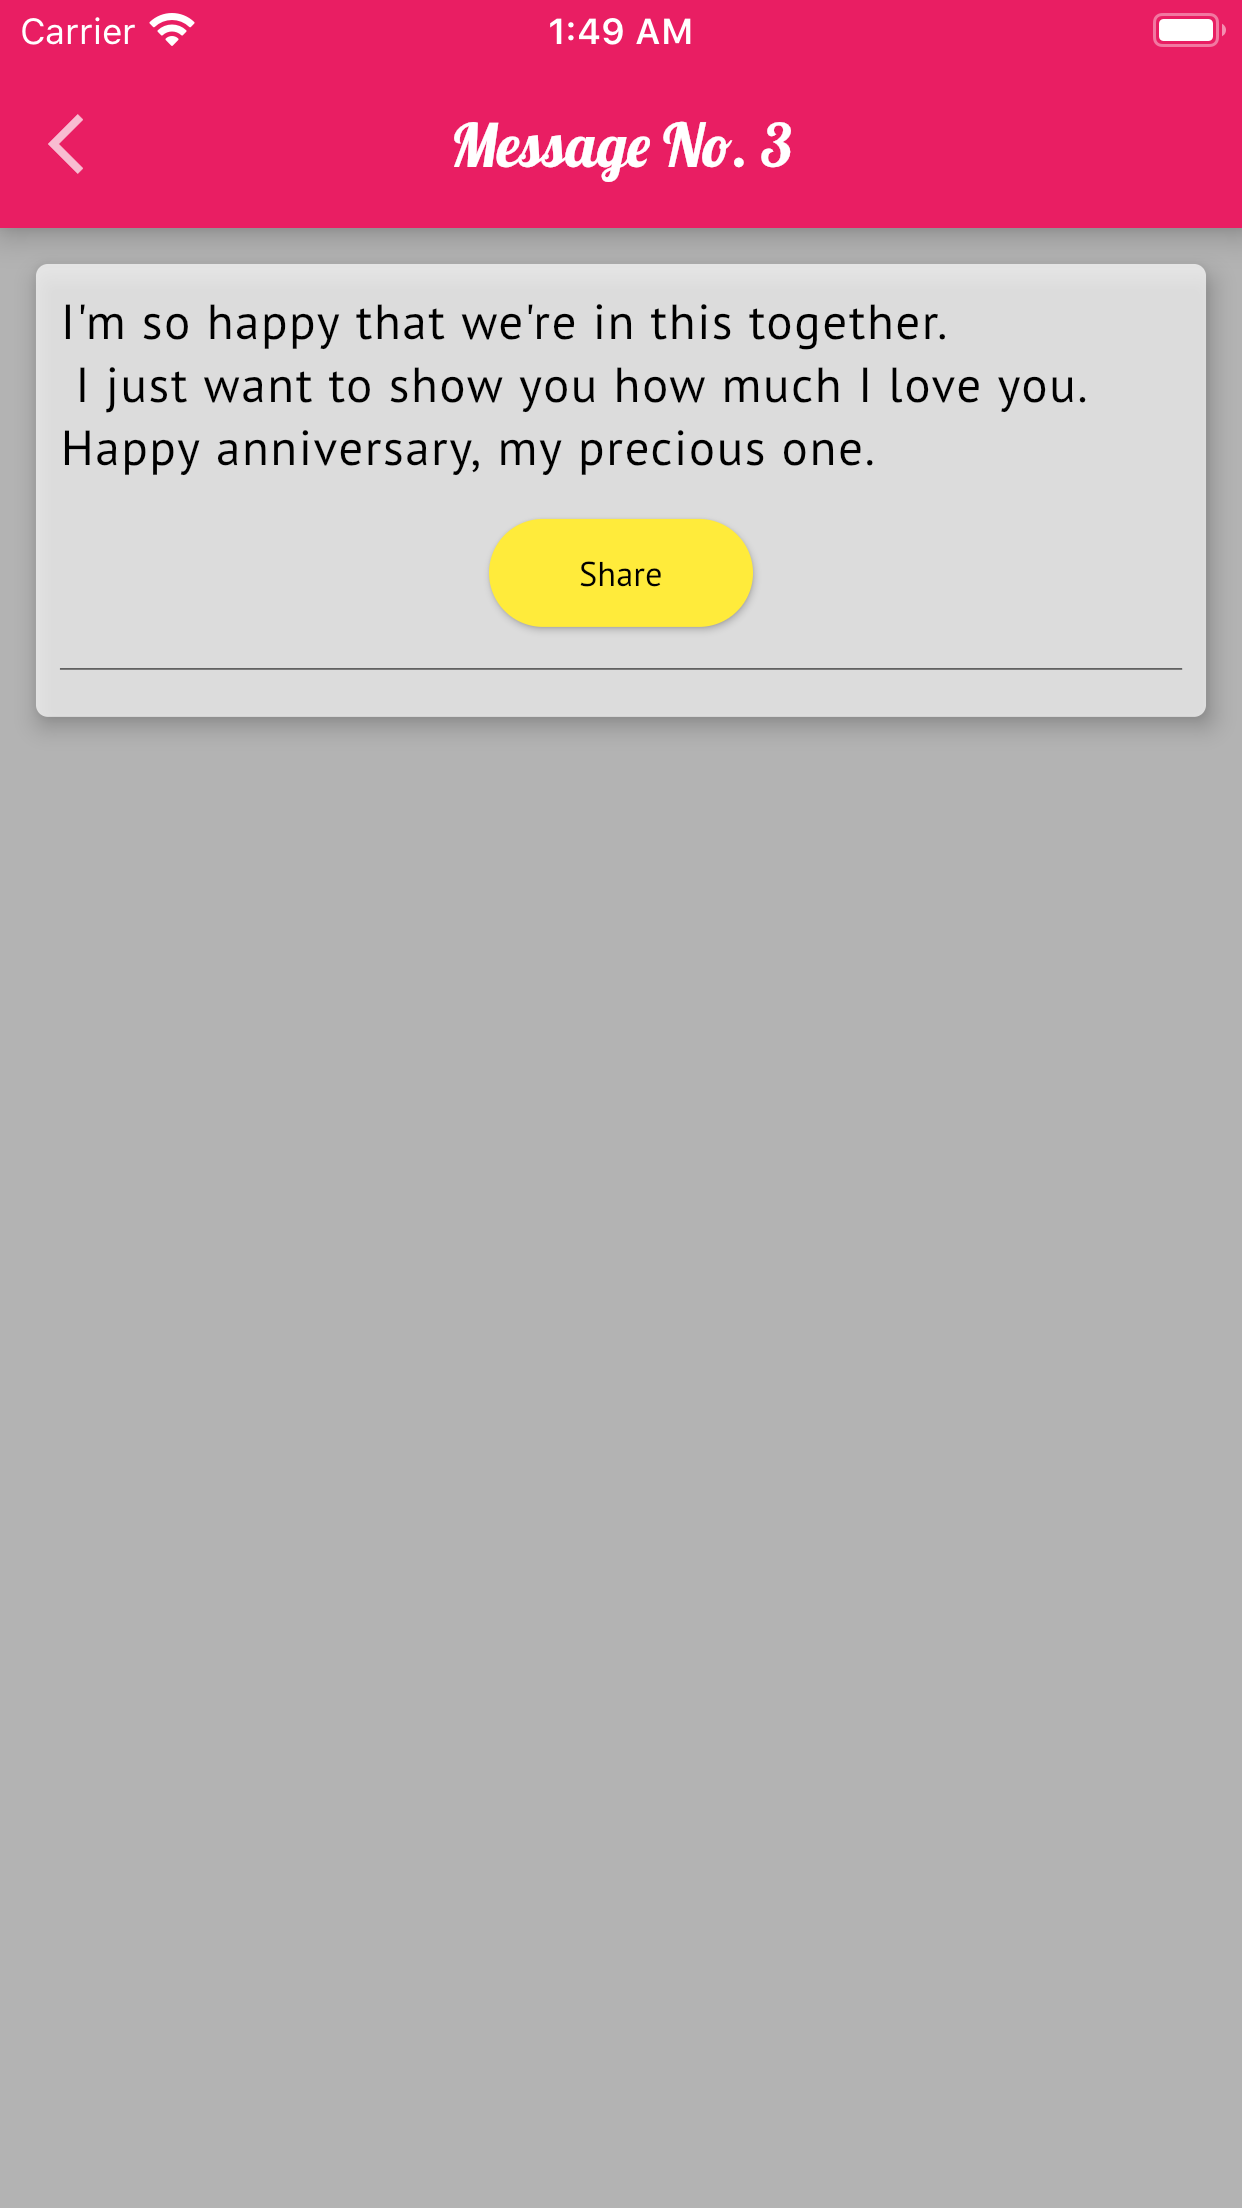 Carrier
1:49 AM
Message No. 3
I'm so happy that we're in this together.
I just want to show you how much I love you.
Happy anniversary, my precious one.
Share